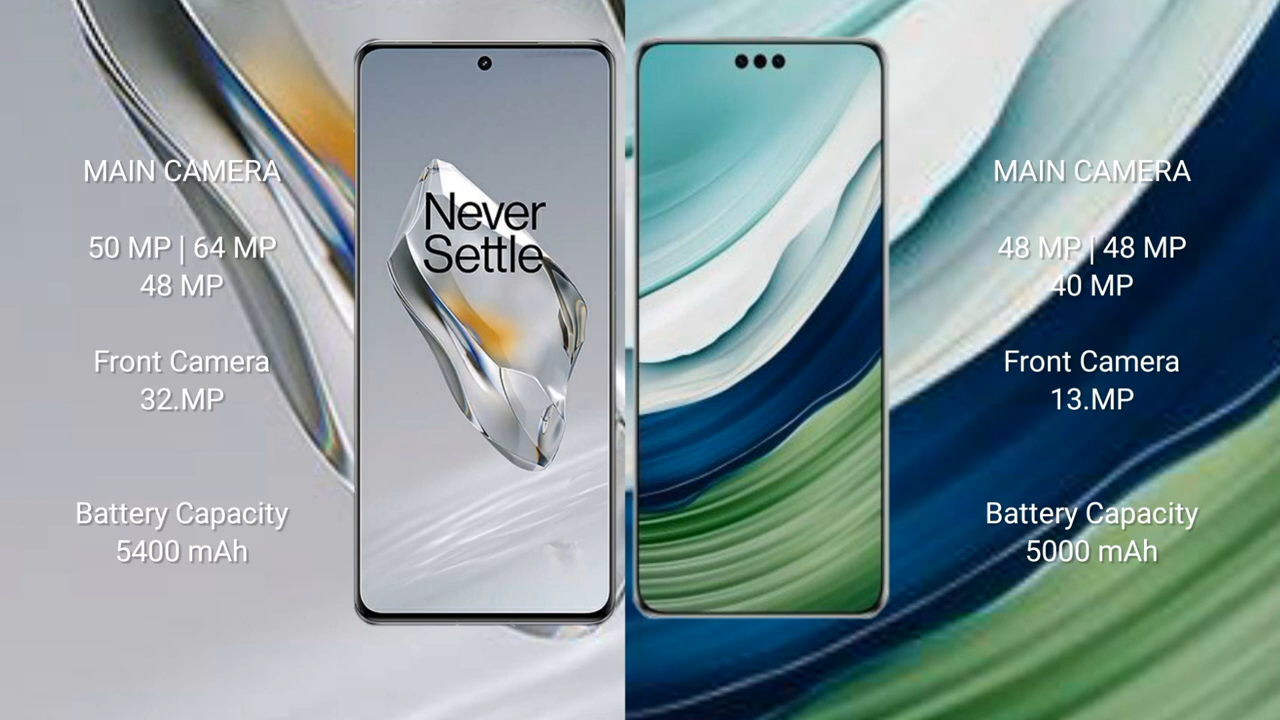 MAIN CAMERA
50 MP | 64 MP
48 MP
Front Camera
32.MP
Battery Capacity
5400 mAh
Never
Settle
MAIN CAMERA
48 MP | 48 MP
40 MP
Front Camera
13.MP
Battery Capacity
5000 mAh